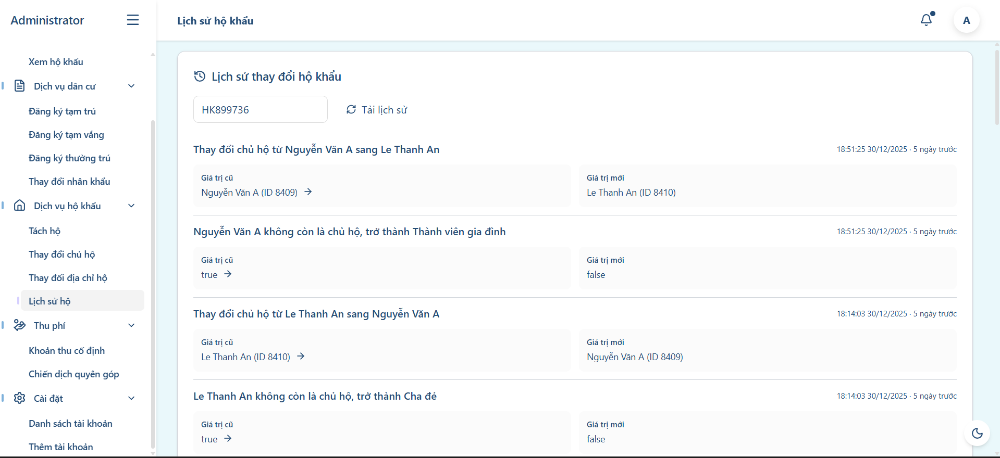 Administrator
Xem hộ khẩu
Dịch vụ dân cư
Đăng ký tạm trú
Đăng ký tạm vắng
Đăng ký thường trú
Thay đổi nhân khẩu
Dịch vụ hộ khẩu
Tách hộ
Thay đổi chủ hộ
Thay đổi địa chỉ hộ
Lịch sử hộ
Thu phí
Khoản thu cố định
Chiến dịch quyên góp
Cài đặt
Danh sách tài khoản
Thêm tài khoản
Lịch sử hộ khẩu
A
Lịch sử thay đổi hộ khẩu
HK899736
Tải lịch sử
Thay đổi chủ hộ từ Nguyễn Văn A sang Le Thanh An
18:51:25 30/12/2025 · 5 ngày trước
Giá trị cũ
Nguyễn Văn A (ID 8409) →
Giá trị mới
Le Thanh An (ID 8410)
Nguyễn Văn A không còn là chủ hộ, trở thành Thành viên gia đình
18:51:25 30/12/2025 · 5 ngày trước
Giá trị cũ
true →
Giá trị mới
false
Thay đổi chủ hộ từ Le Thanh An sang Nguyễn Văn A
18:14:03 30/12/2025 · 5 ngày trước
Giá trị cũ
Le Thanh An (ID 8410) →
Giá trị mới
Nguyễn Văn A (ID 8409)
Le Thanh An không còn là chủ hộ, trở thành Cha đẻ
18:14:03 30/12/2025 · 5 ngày trước
Giá trị cũ
true →
Giá trị mới
false